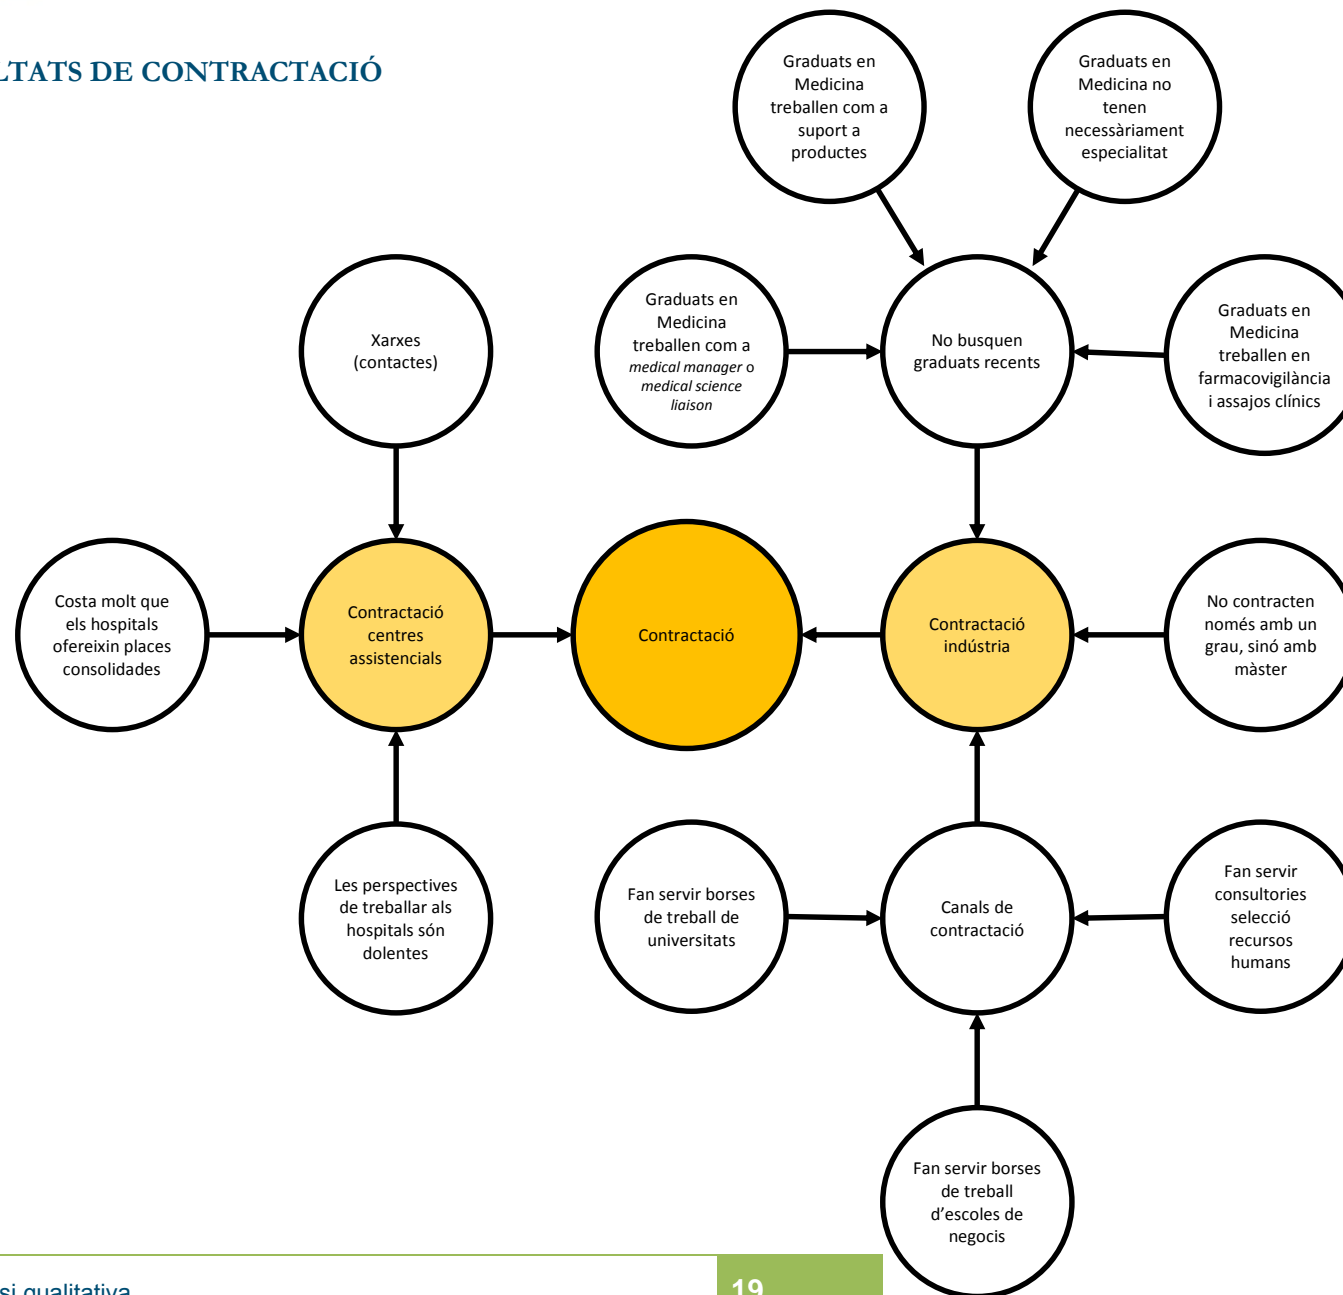 LTATS DE CONTRACTACIÓ
Graduats en
Medicina
treballen com a
suport a
productes
Graduats en
Medicina no
tenen
necessàriament
especialitat
Xarxes
(contactes)
Graduats en
Medicina
treballen com a
medical manager o
medical science
liaison
No busquen
graduats recents
Graduats en
Medicina
treballen en
farmacovigilància
i assajos clínics
Costa molt que
els hospitals
ofereixin places
consolidades
Contractació
centres
assistencials
Contractació
Contractació
indústria
No contracten
només amb un
grau, sinó amb
màster
Les perspectives
de treballar als
hospitals són
dolentes
Fan servir borses
de treball de
universitats
Canals de
contractació
Fan servir
consultories
selecció
recursos
humans
Fan servir borses
de treball
d'escoles de
negocis
si qualitativa
19